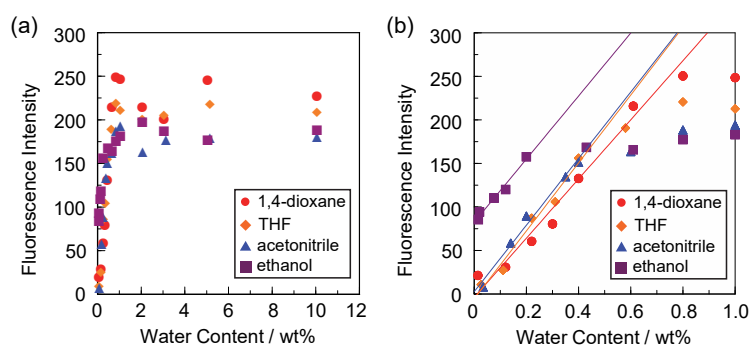 (a)
300
250
200
150
100
50
0
Fluorescence Intensity
0 2 4 6 8 10 12
Water Content / wt%
1,4-dioxane
THF
acetonitrile
ethanol
(b)
300
250
200
150
100
50
0
Fluorescence Intensity
0.0 0.2 0.4 0.6 0.8 1.0
Water Content / wt%
1,4-dioxane
THF
acetonitrile
ethanol